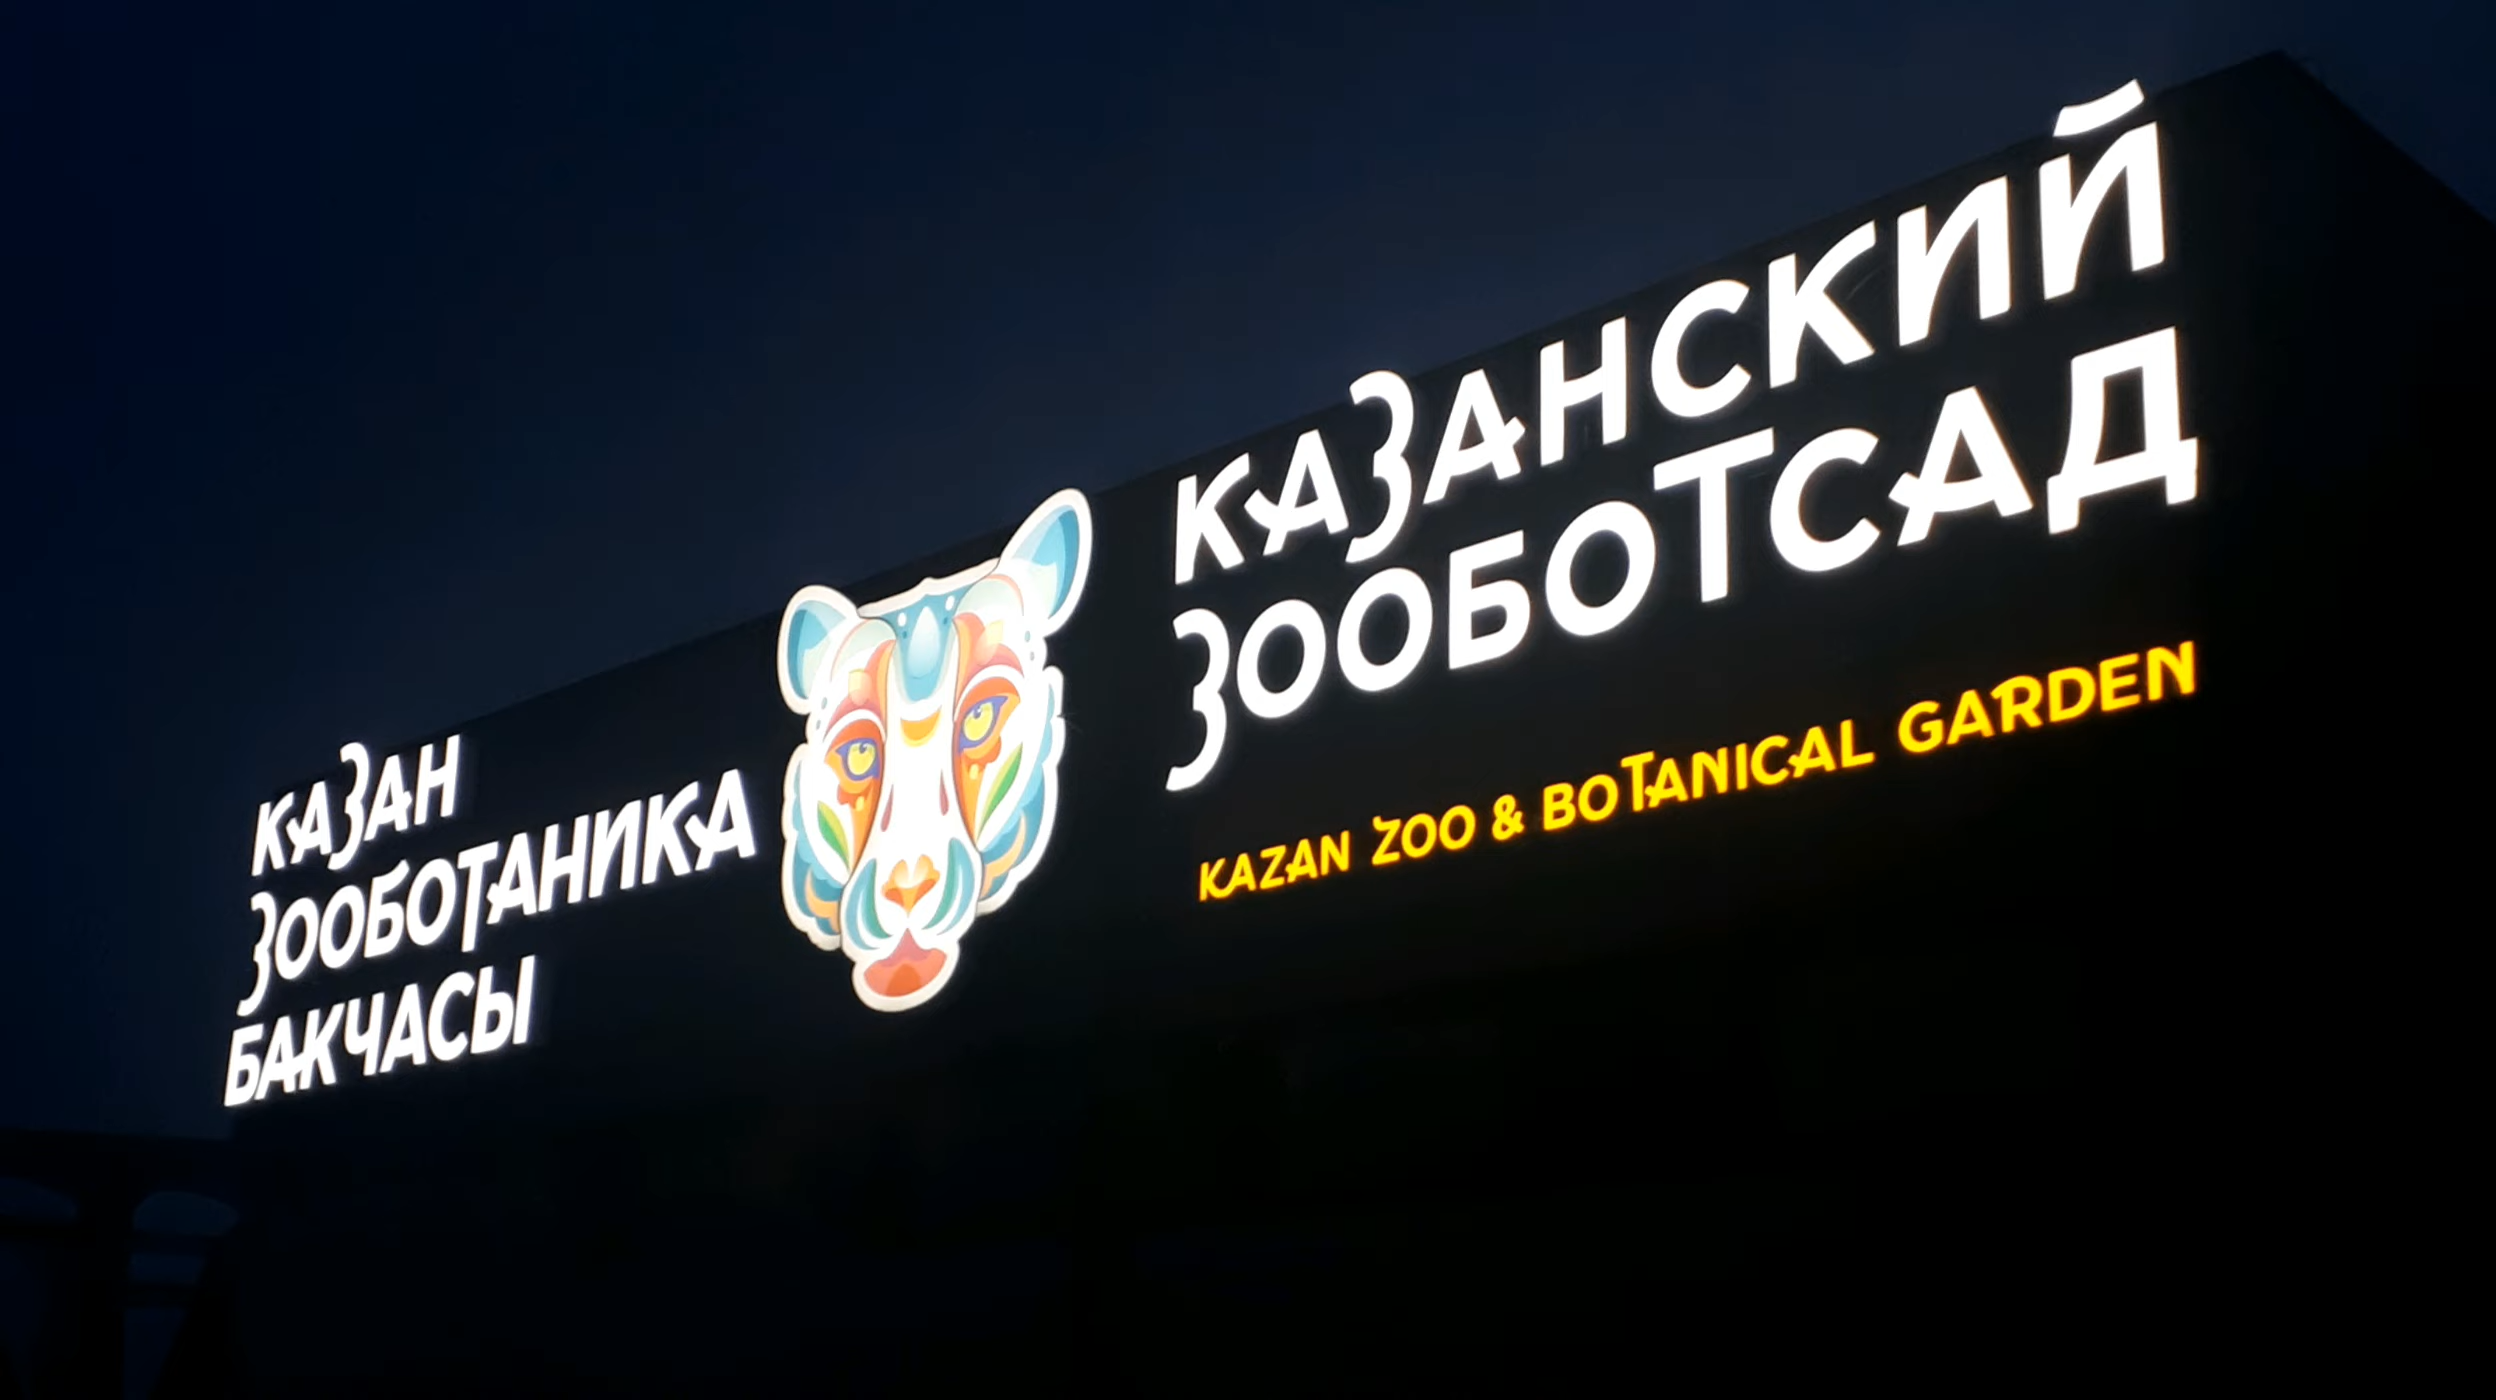 КАЗАН
ЗООБОТАНИКА
БАКЧАСЫ
КАЗАНСКИЙ
ЗООБОТСАД
KAZAN ZOO & BOTANICAL GARDEN